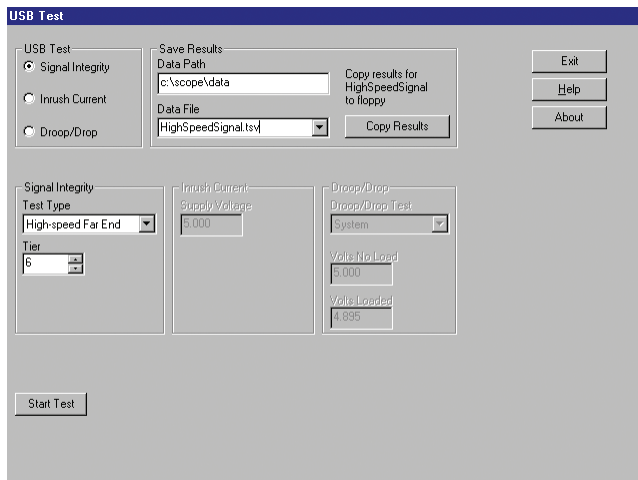 USB Test
USB Test
Signal Integrity
Inrush Current
Droop/Drop
Save Results
Data Path
c:\scope\data
Data File
HighSpeedSignal.tsv
Copy results for
HighSpeedSignal
to floppy
Copy Results
Exit
Help
About
Signal Integrity
Test Type
High-speed Far End
Tier
6
Inrush Current
Supply Voltage
5.000
Droop/Drop
Droop/Drop Test
System
Volts No Load
5.000
Volts Loaded
4.895
Start Test